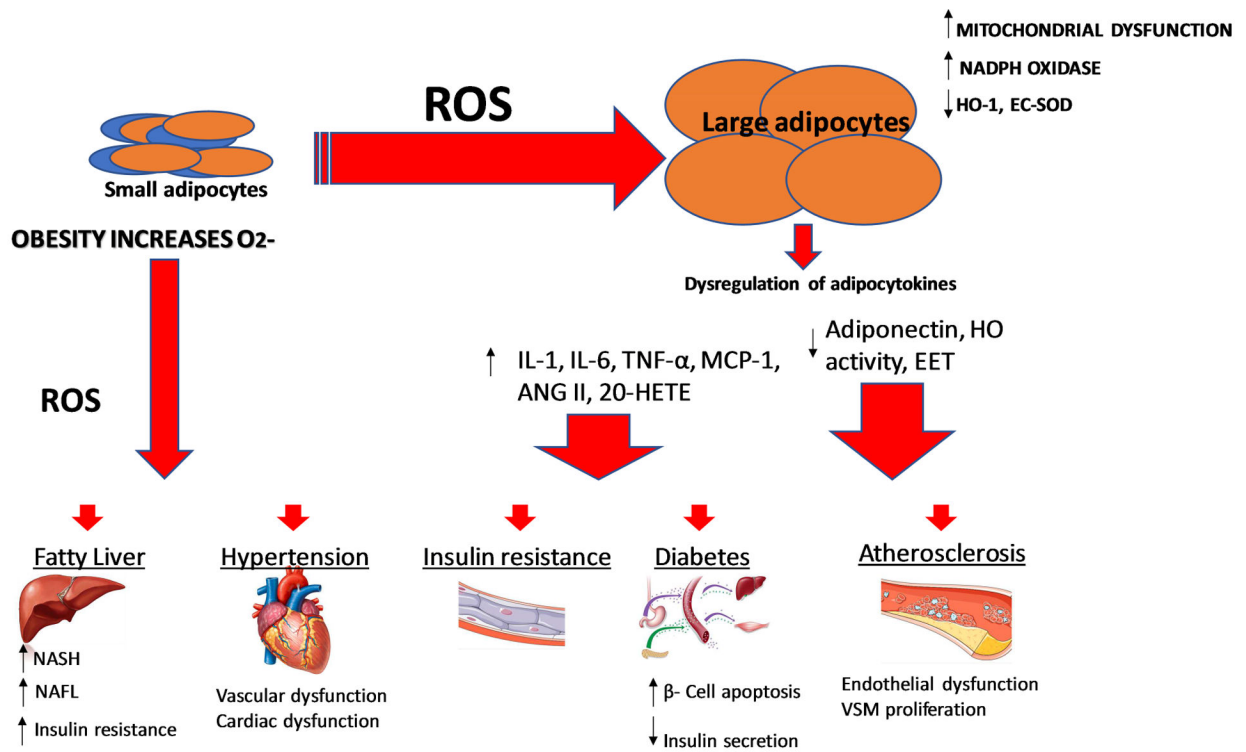 ↑ MITOCHONDRIAL DYSFUNCTION
↑ NADPH OXIDASE
↓ HO-1, EC-SOD
ROS
Large adipocytes
Small adipocytes
OBESITY INCREASES O2-
Dysregulation of adipocytokines
↑ IL-1, IL-6, TNF-α, MCP-1,
ANG II, 20-HETE
↓ Adiponectin, HO
activity, EET
ROS
Fatty Liver
↑ NASH
↑ NAFL
↑ Insulin resistance
Hypertension
Vascular dysfunction
Cardiac dysfunction
Insulin resistance
Diabetes
↑ β- Cell apoptosis
↓ Insulin secretion
Atherosclerosis
Endothelial dysfunction
VSM proliferation